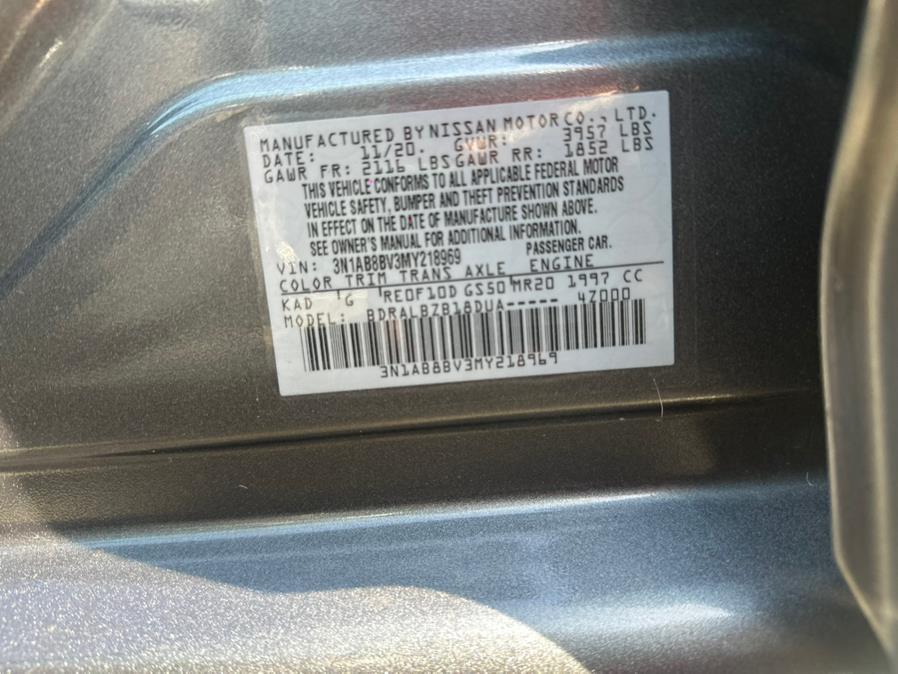 MANUFACTURED BY NISSAN MOTOR CO., LTD.
DATE: 11/20. GVWR: 3957 LBS
GAWR FR: 2116 LBS GAWR RR: 1852 LBS
THIS VEHICLE CONFORMS TO ALL APPLICABLE FEDERAL MOTOR
VEHICLE SAFETY, BUMPER AND THEFT PREVENTION STANDARDS
IN EFFECT ON THE DATE OF MANUFACTURE SHOWN ABOVE.
SEE OWNER'S MANUAL FOR ADDITIONAL INFORMATION.
VIN: 3N1AB8BV3MY218969 PASSENGER CAR.
COLOR TRIM TRANS AXLE ENGINE
KAD 'G 'RE0F10D GS50 MR20 1997 CC
MODEL: BDRALBZB18DUA----- 4Z000
3N1AB8BV3MY218969